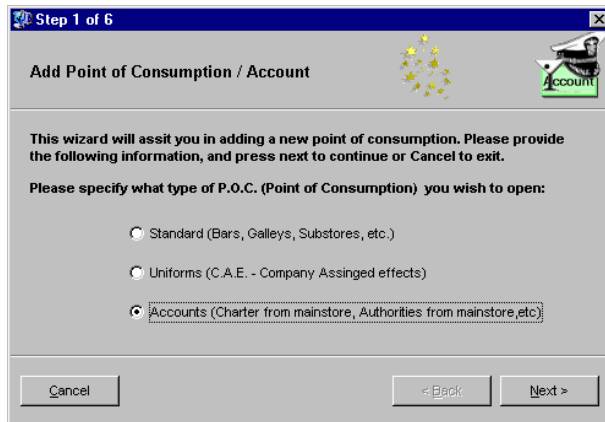 Step 1 of 6
Add Point of Consumption / Account
Account
This wizard will assit you in adding a new point of consumption. Please provide
the following information, and press next to continue or Cancel to exit.
Please specify what type of P.O.C. (Point of Consumption) you wish to open:
Standard (Bars, Galleys, Substores, etc.)
Uniforms (C.A.E. - Company Assinged effects)
Accounts (Charter from mainstore, Authorities from mainstore,etc)
Cancel
< Back
Next >